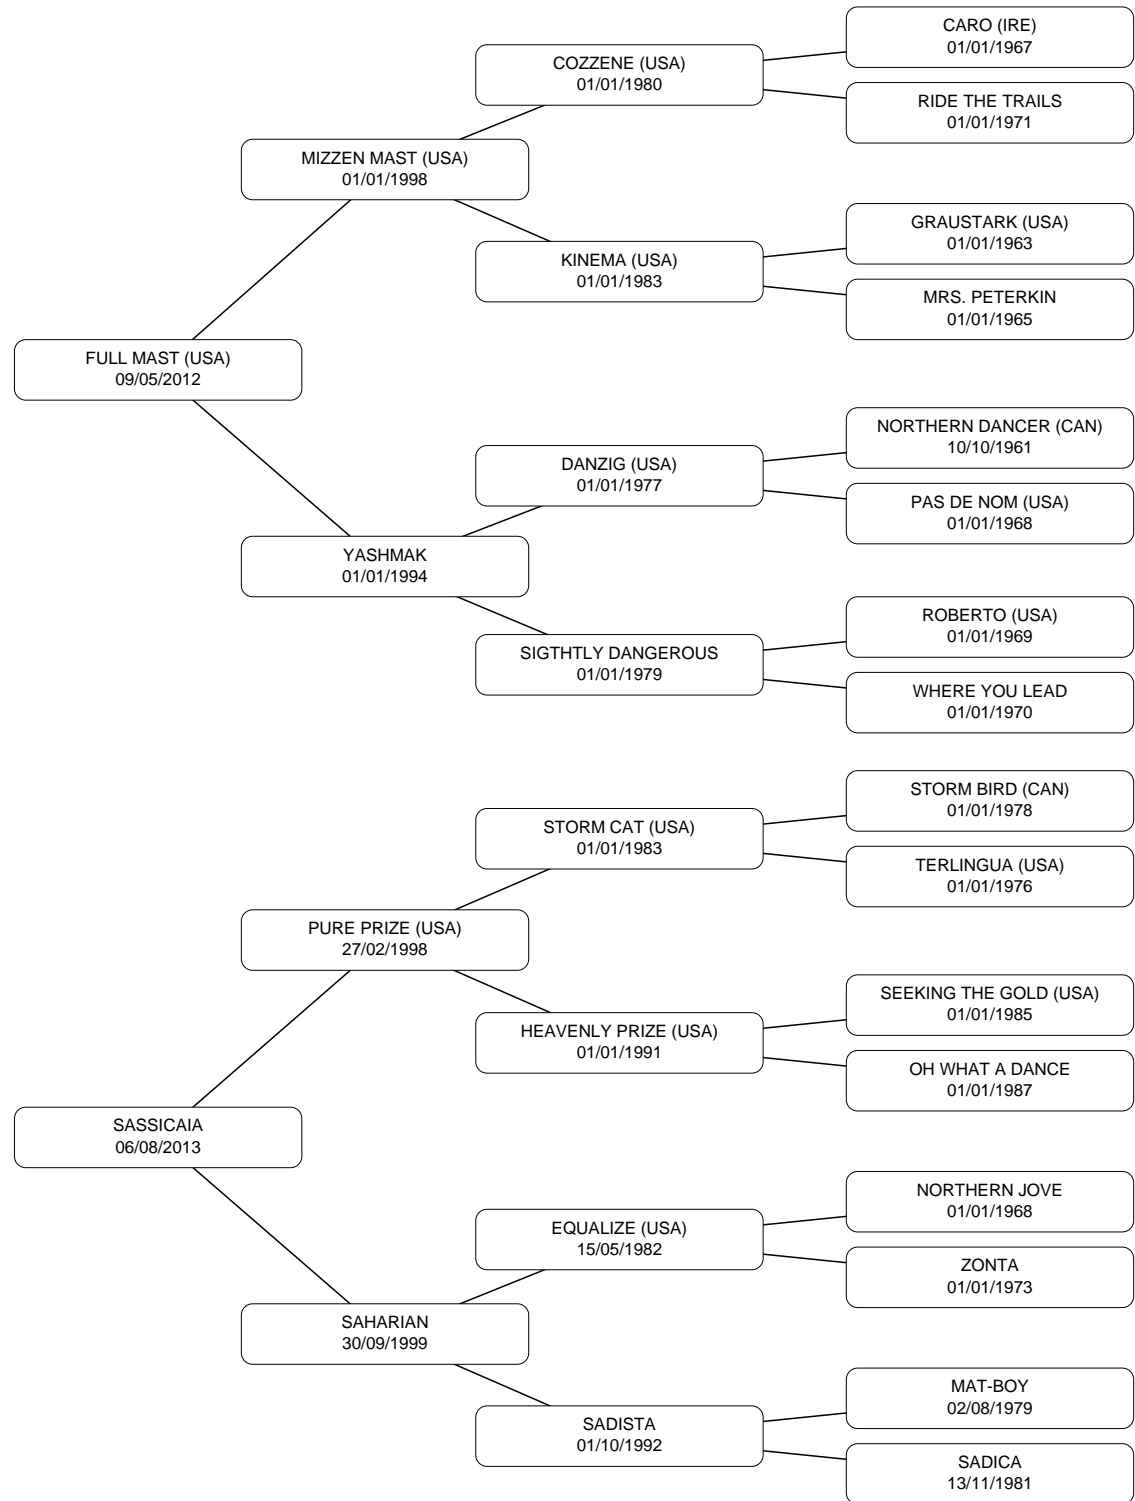 CARO (IRE)
01/01/1967
COZZENE (USA)
01/01/1980
RIDE THE TRAILS
01/01/1971
MIZZEN MAST (USA)
01/01/1998
GRAUSTARK (USA)
01/01/1963
KINEMA (USA)
01/01/1983
MRS. PETERKIN
01/01/1965
FULL MAST (USA)
09/05/2012
NORTHERN DANCER (CAN)
10/10/1961
DANZIG (USA)
01/01/1977
PAS DE NOM (USA)
01/01/1968
YASHMAK
01/01/1994
ROBERTO (USA)
01/01/1969
SIGTHTLY DANGEROUS
01/01/1979
WHERE YOU LEAD
01/01/1970
STORM BIRD (CAN)
01/01/1978
STORM CAT (USA)
01/01/1983
TERLINGUA (USA)
01/01/1976
PURE PRIZE (USA)
27/02/1998
SEEKING THE GOLD (USA)
01/01/1985
HEAVENLY PRIZE (USA)
01/01/1991
OH WHAT A DANCE
01/01/1987
SASSICAIA
06/08/2013
NORTHERN JOVE
01/01/1968
EQUALIZE (USA)
15/05/1982
ZONTA
01/01/1973
SAHARIAN
30/09/1999
MAT-BOY
02/08/1979
SADISTA
01/10/1992
SADICA
13/11/1981